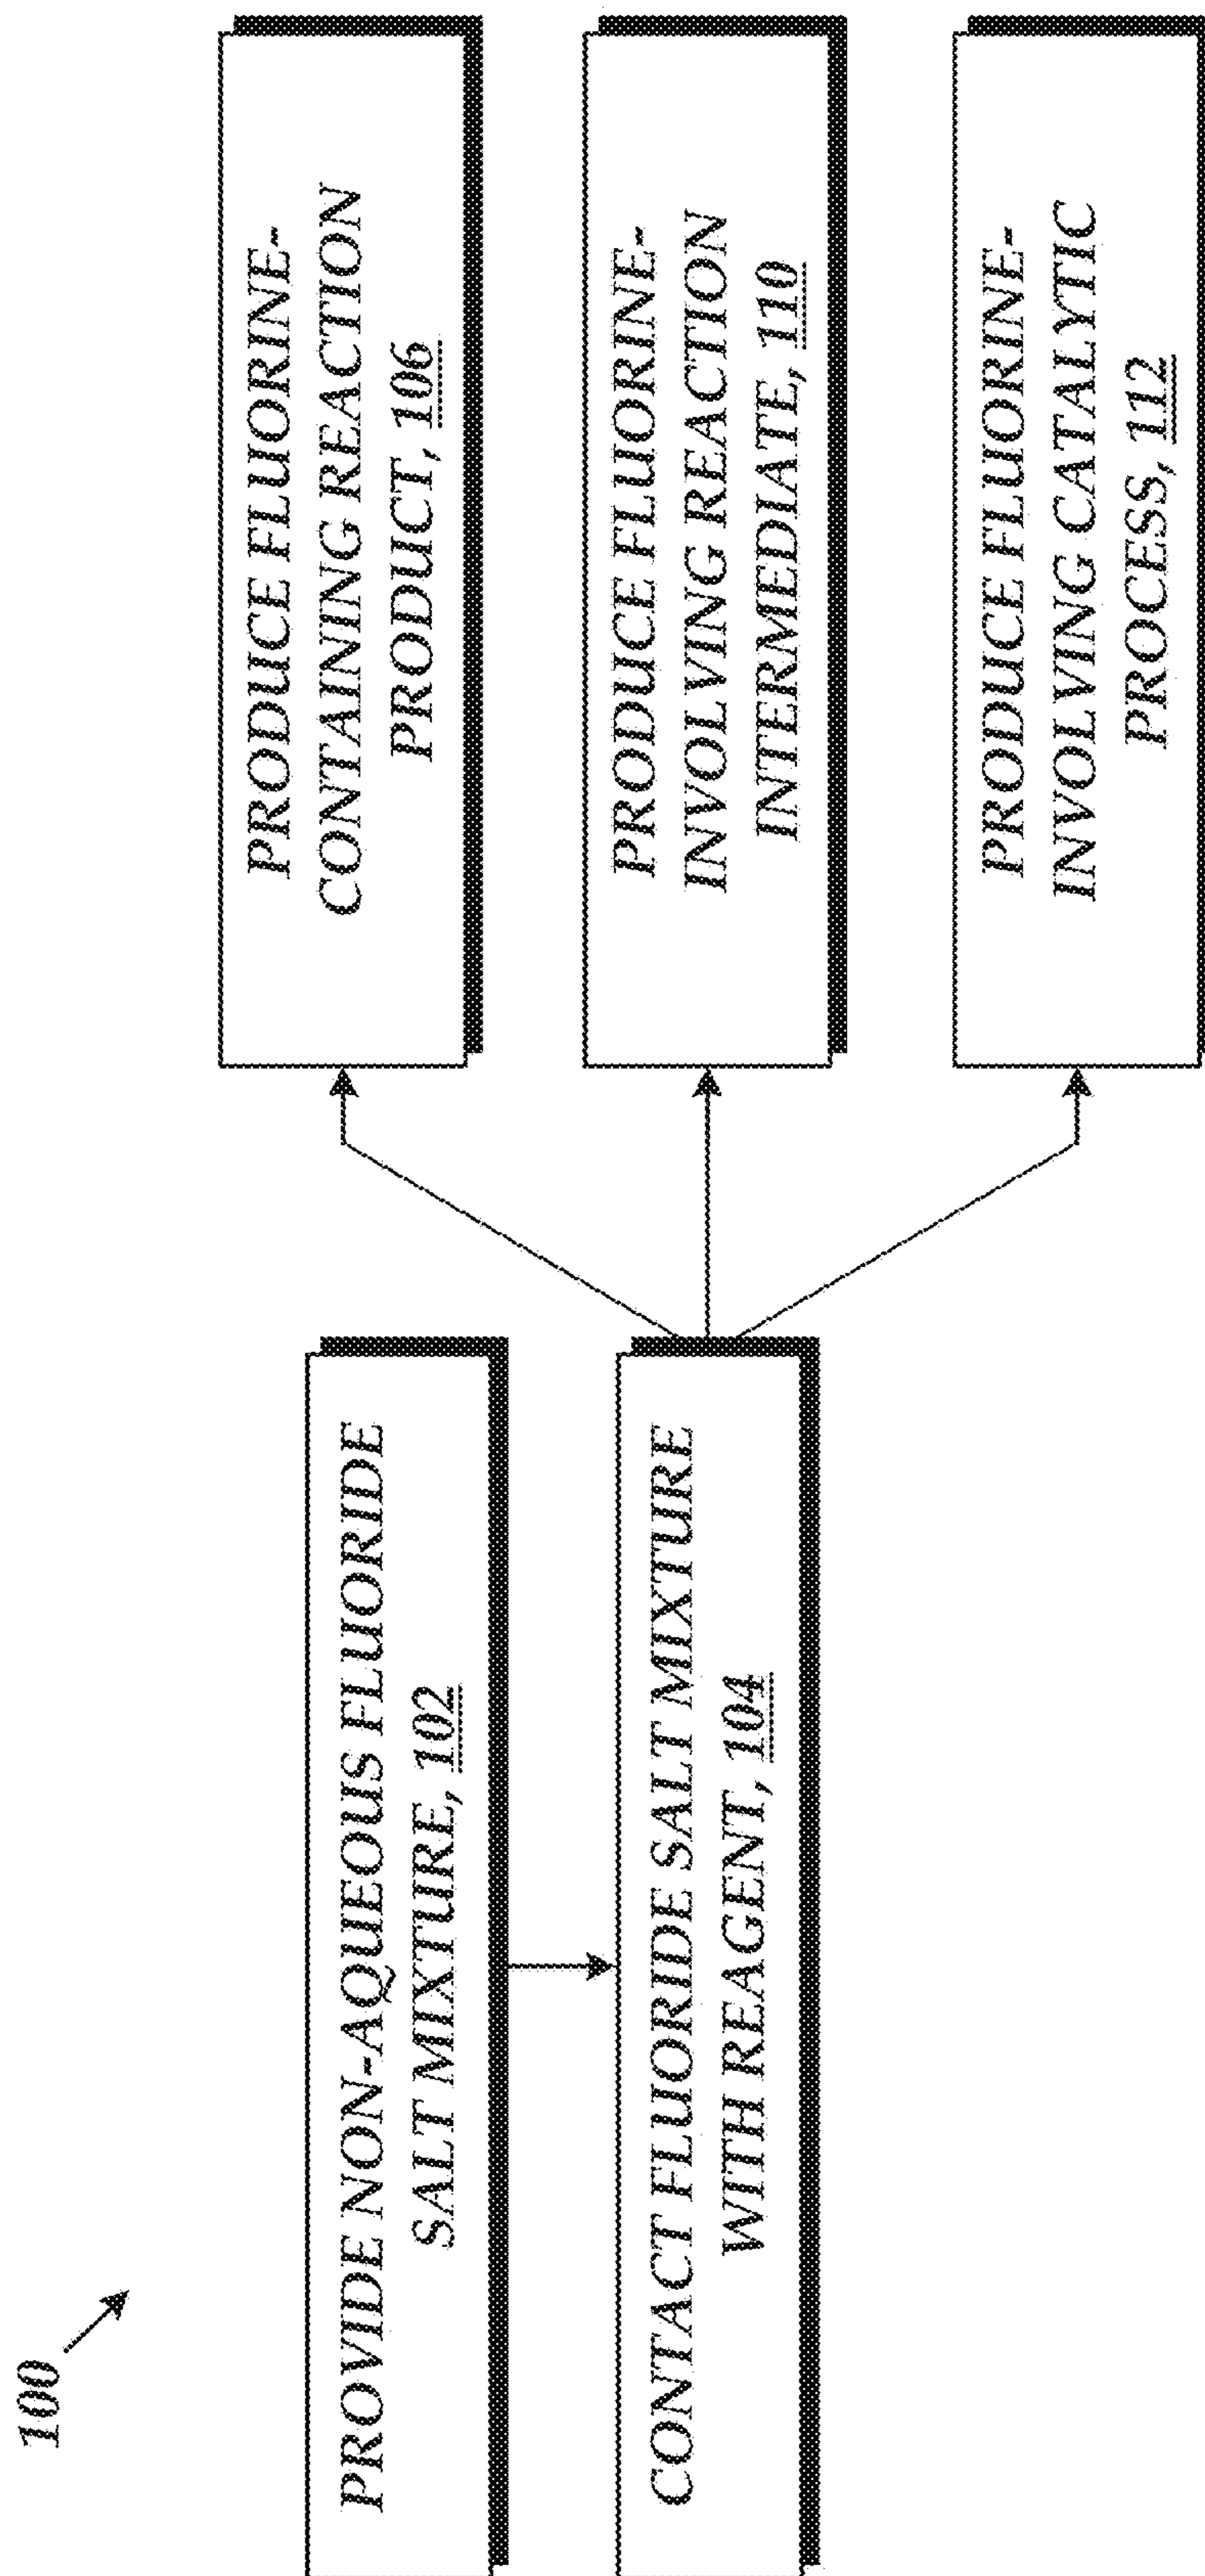 100
PROVIDE NON-AQUEOUS FLUORIDE
SALT MIXTURE, 102
CONTACT FLUORIDE SALT MIXTURE
WITH REAGENT, 104
PRODUCE FLUORINE-
CONTAINING REACTION
PRODUCT, 106
PRODUCE FLUORINE-
INVOLVING REACTION
INTERMEDIATE, 110
PRODUCE FLUORINE-
INVOLVING CATALYTIC
PROCESS, 112